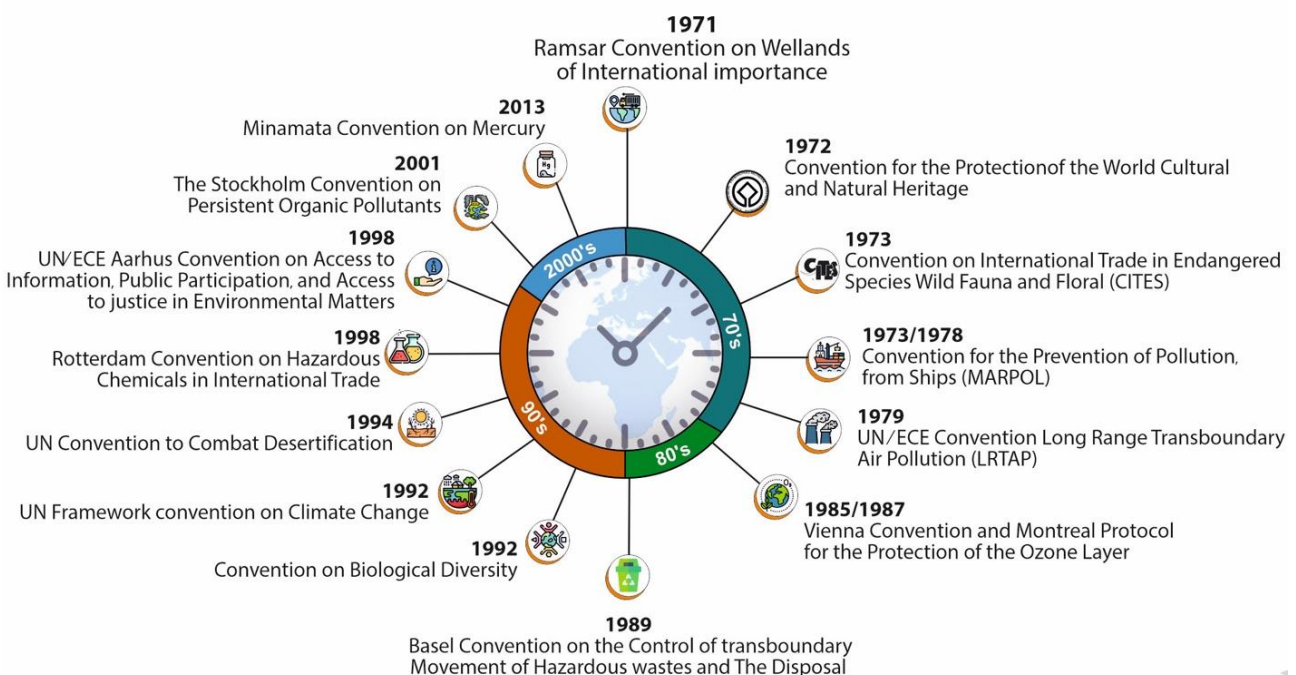 1971
Ramsar Convention on Wellands
of International importance
1972
Convention for the Protectionof the World Cultural
and Natural Heritage
1973
Convention on International Trade in Endangered
Species Wild Fauna and Floral (CITES)
CITES
1973/1978
Convention for the Prevention of Pollution,
from Ships (MARPOL)
1979
UN/ECE Convention Long Range Transboundary
Air Pollution (LRTAP)
1985/1987
Vienna Convention and Montreal Protocol
for the Protection of the Ozone Layer
1989
Basel Convention on the Control of transboundary
Movement of Hazardous wastes and The Disposal
1992
Convention on Biological Diversity
1992
UN Framework convention on Climate Change
1994
UN Convention to Combat Desertification
1998
Rotterdam Convention on Hazardous
Chemicals in International Trade
1998
UN/ECE Aarhus Convention on Access to
Information, Public Participation, and Access
to justice in Environmental Matters
2001
The Stockholm Convention on
Persistent Organic Pollutants
2013
Minamata Convention on Mercury
Hg
70's
80's
90's
2000's